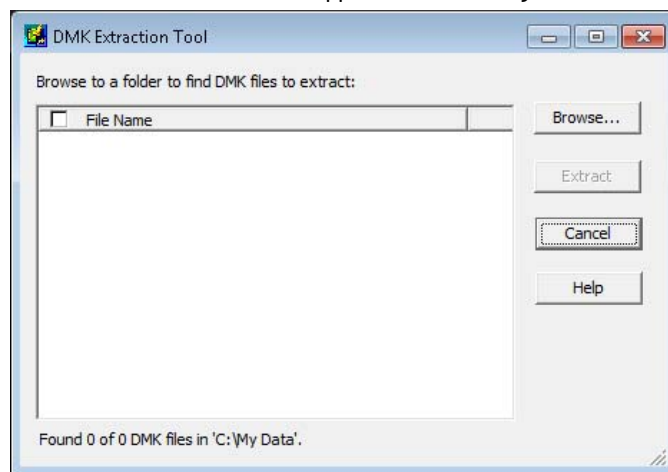 DMK Extraction Tool
Browse to a folder to find DMK files to extract:
File Name
Browse...
Extract
Cancel
Help
Found 0 of 0 DMK files in 'C:\My Data'.